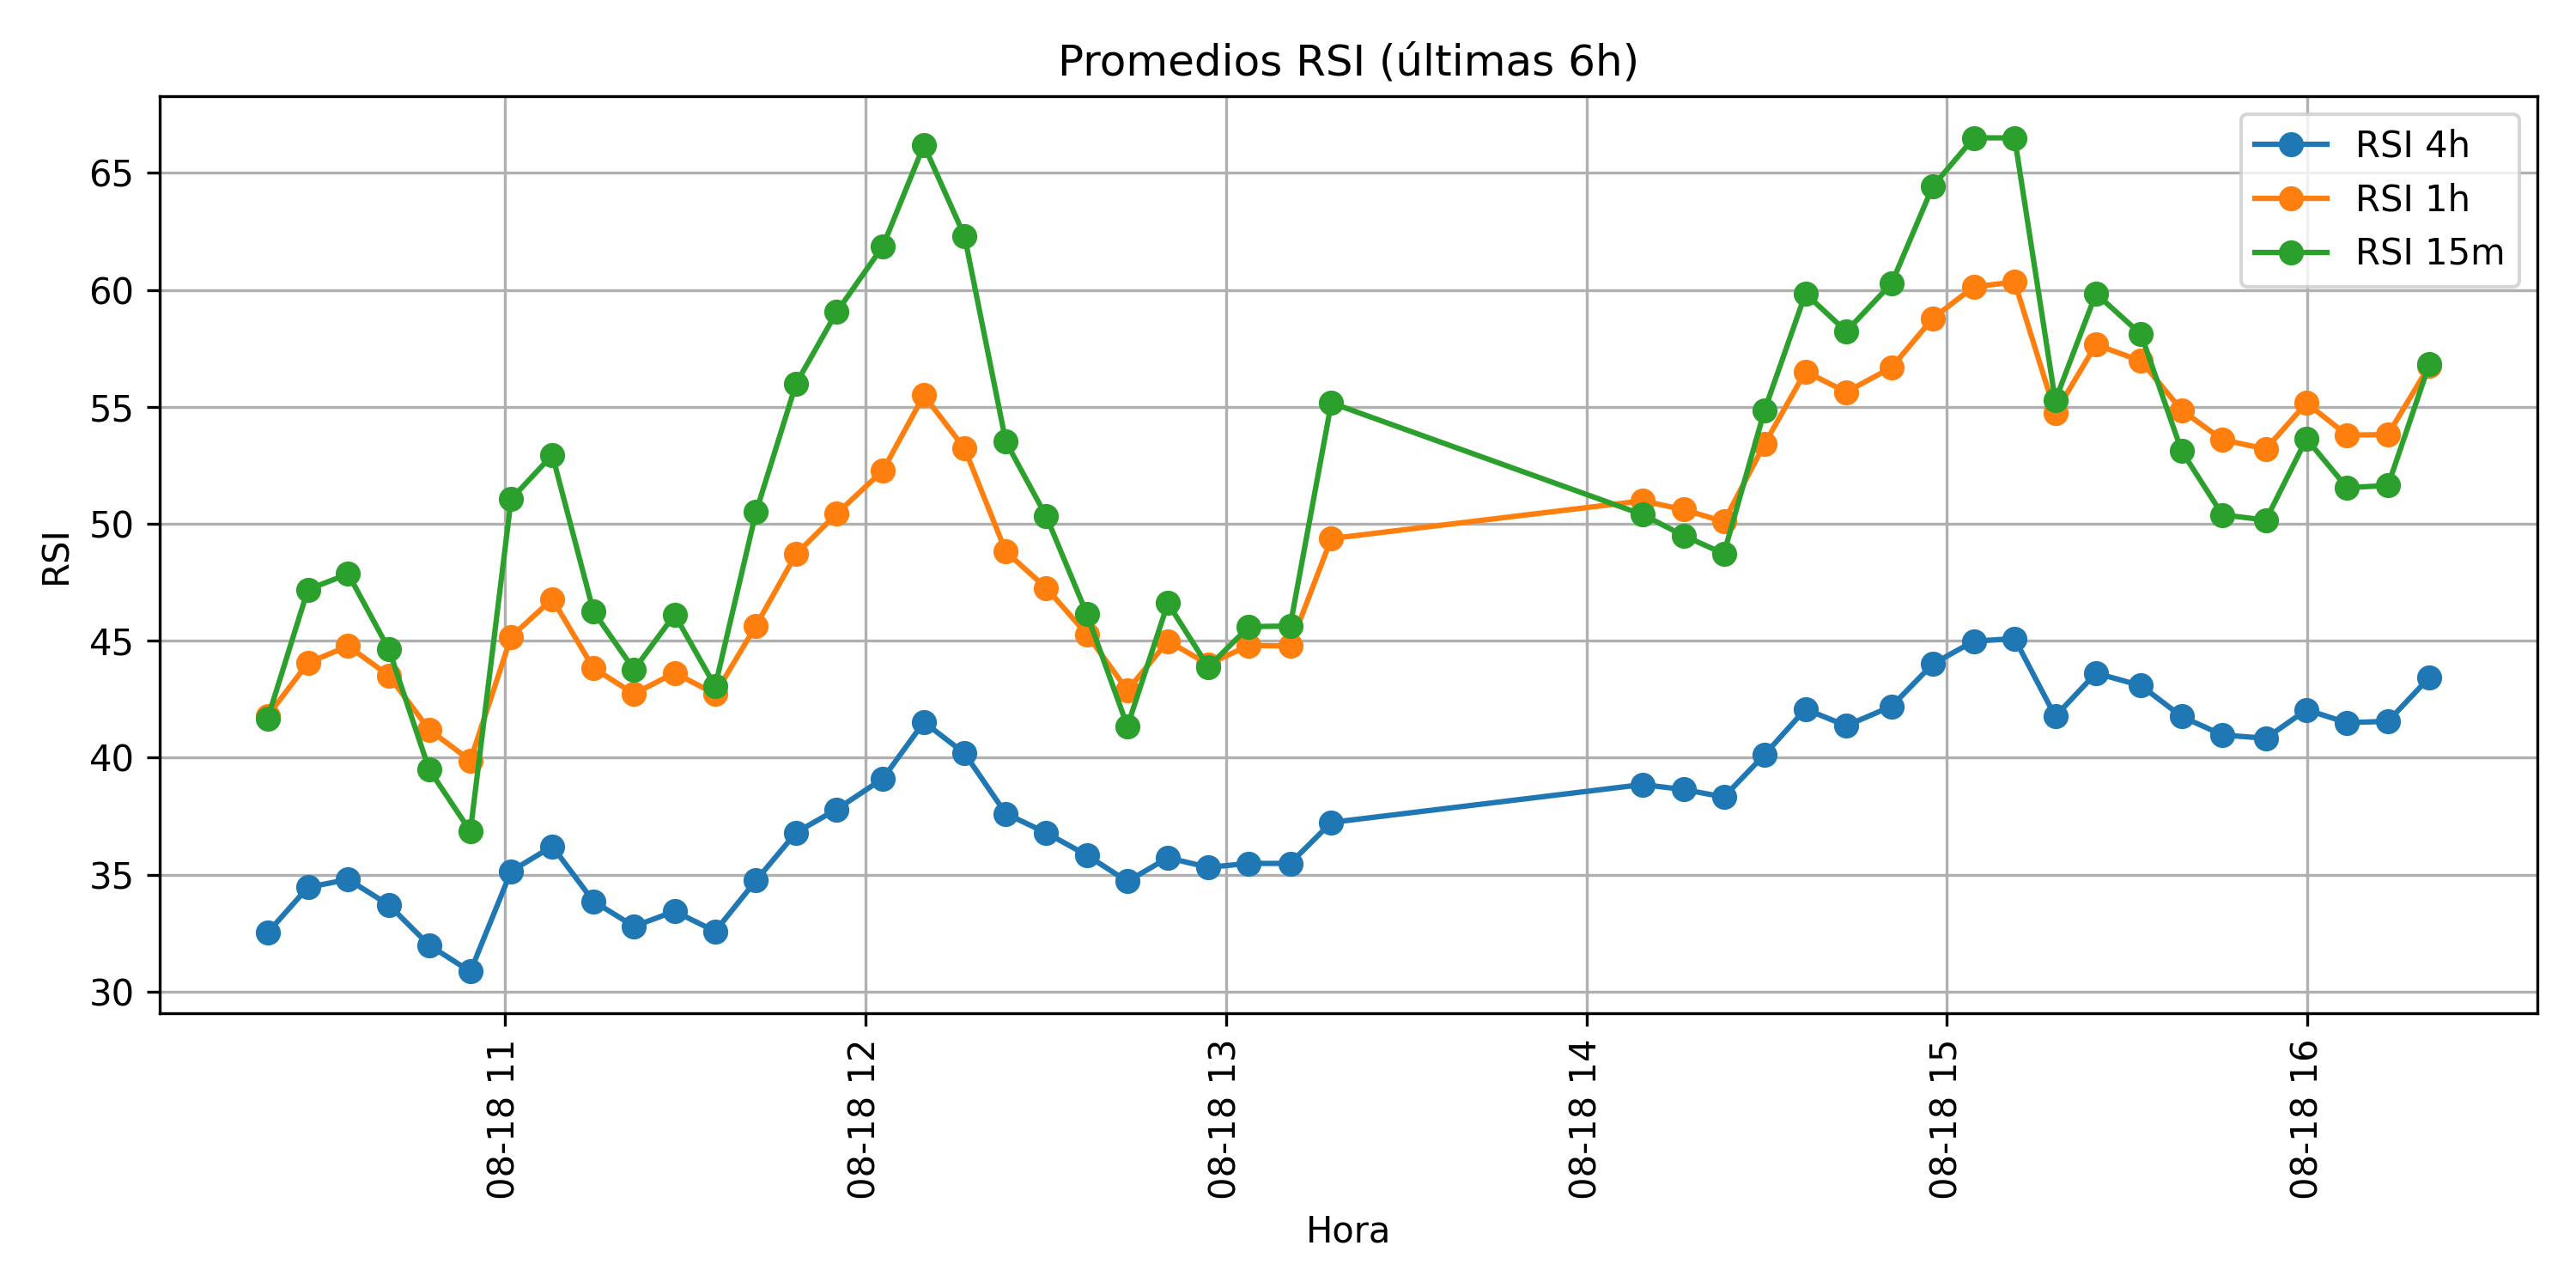 Promedios RSI (últimas 6h)
RSI 4h
RSI 1h
RSI 15m
65
60
55
50
45
40
35
30
RSI
08-18 11
08-18 12
08-18 13
08-18 14
08-18 15
08-18 16
Hora